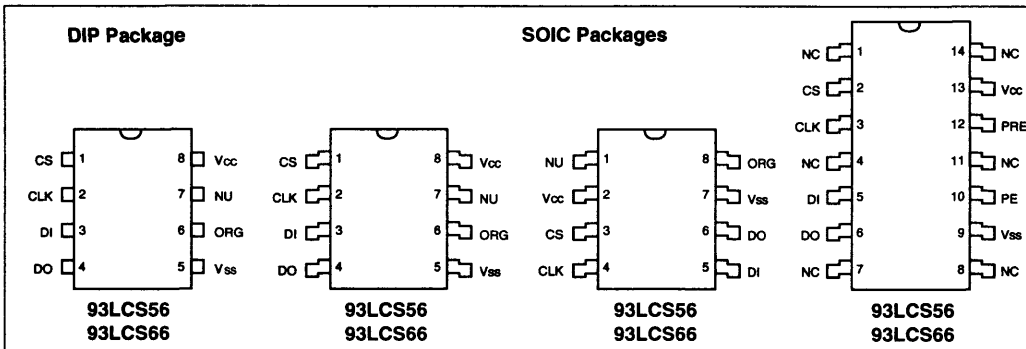 DIP Package
SOIC Packages
CS 1 8 Vcc
CLK 2 7 NU
DI 3 6 ORG
DO 4 5 Vss
93LCS56
93LCS66
CS 1 8 Vcc
CLK 2 7 NU
DI 3 6 ORG
DO 4 5 Vss
93LCS56
93LCS66
NU 1 8 ORG
Vcc 2 7 Vss
CS 3 6 DO
CLK 4 5 DI
93LCS56
93LCS66
NC 1 14 NC
CS 2 13 Vcc
CLK 3 12 PRE
NC 4 11 NC
DI 5 10 PE
DO 6 9 Vss
NC 7 8 NC
93LCS56
93LCS66